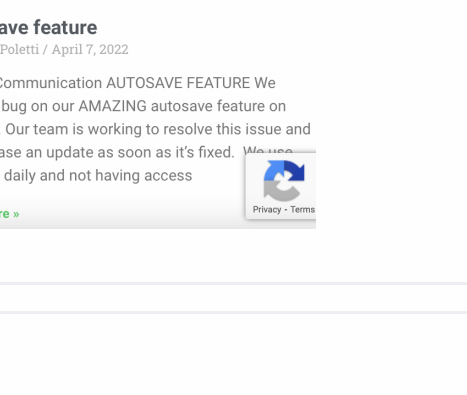 ave feature
Poletti / April 7, 2022
Communication AUTOSAVE FEATURE We
bug on our AMAZING autosave feature on
. Our team is working to resolve this issue and
ase an update as soon as it’s fixed. We use
daily and not having access
re »
Privacy - Terms